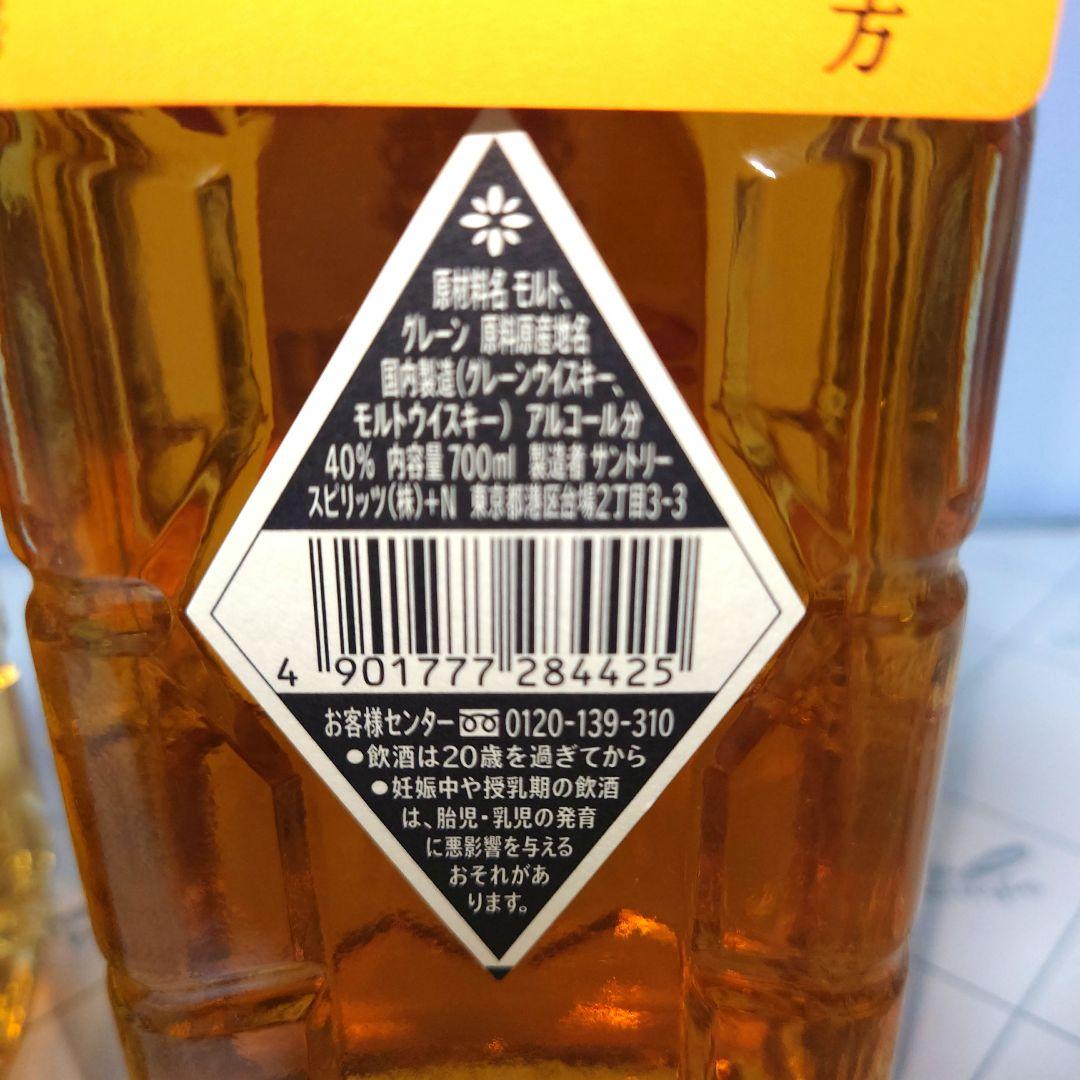 方
原材料名 モルト、
グレーン 原料原産地名
国内製造(グレーンウイスキー、
モルトウイスキー) アルコール分
40% 内容量 700ml 製造者 サントリー
スピリッツ(株)+N 東京都港区台場2丁目3-3
4 901777 284425
お客様センター 0120-139-310
●飲酒は20歳を過ぎてから
●妊娠中や授乳期の飲酒
は、胎児・乳児の発育
に悪影響を与える
おそれがあ
ります。